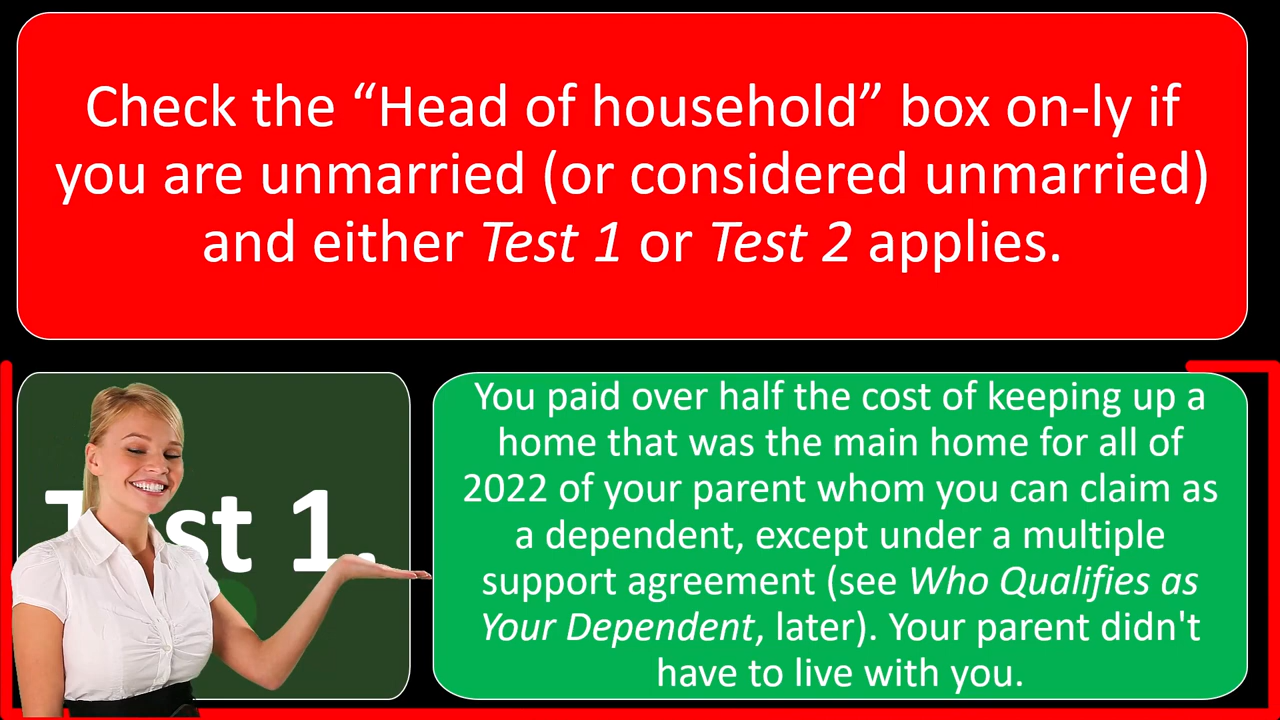 Check the “Head of household” box on-ly if
you are unmarried (or considered unmarried)
and either Test 1 or Test 2 applies.
Test 1.
You paid over half the cost of keeping up a
home that was the main home for all of
2022 of your parent whom you can claim as
a dependent, except under a multiple
support agreement (see Who Qualifies as
Your Dependent, later). Your parent didn't
have to live with you.